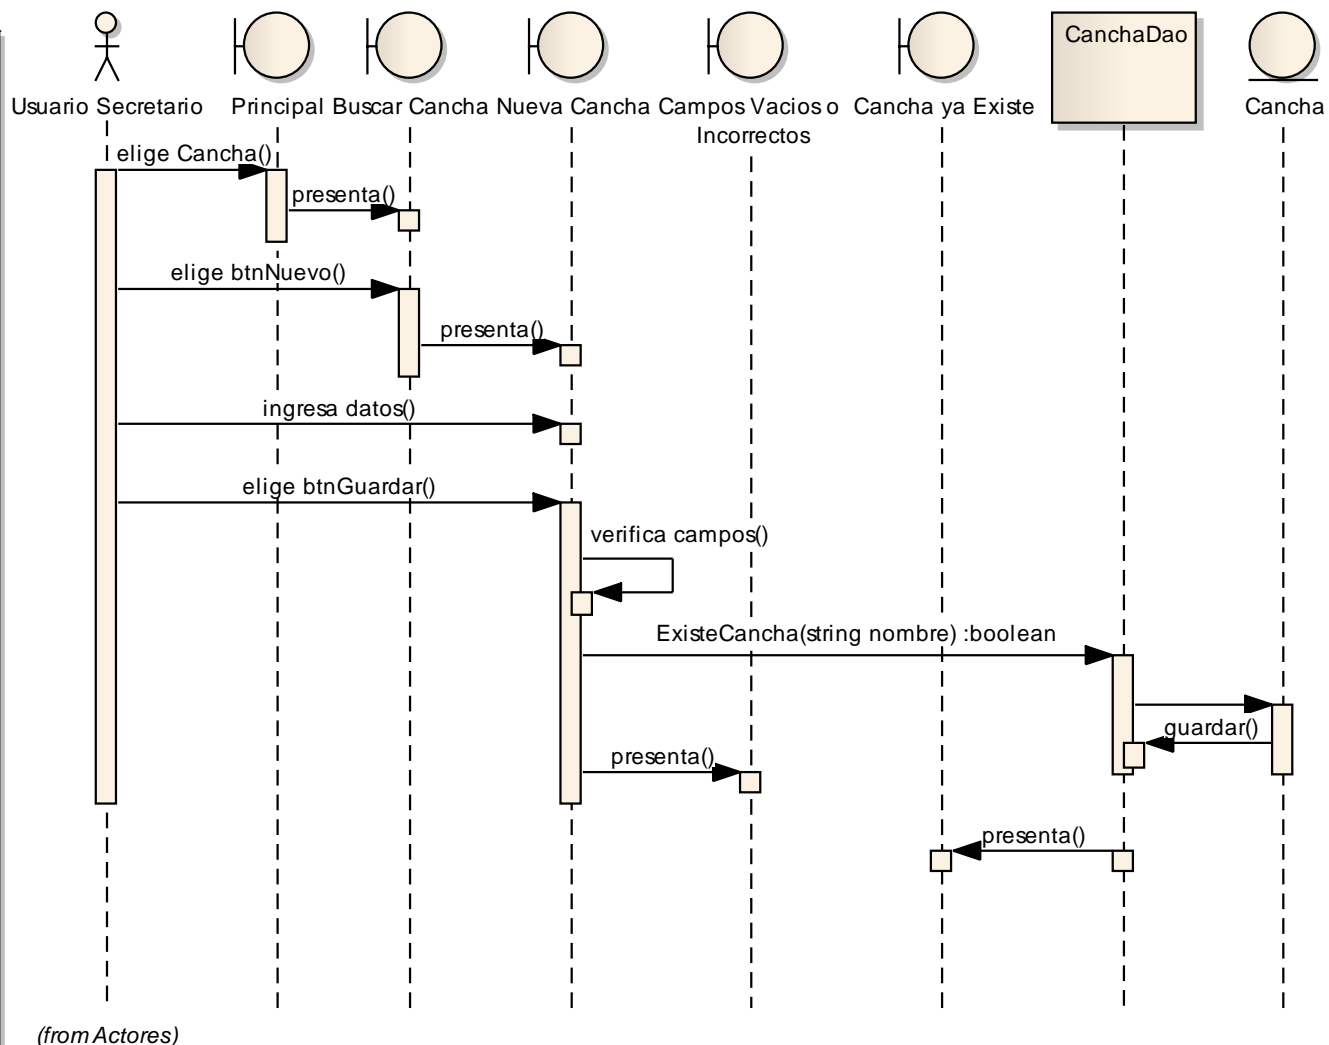 Usuario Secretario
Principal
Buscar Cancha
Nueva Cancha
Campos Vacios o
Incorrectos
Cancha ya Existe
CanchaDao
Cancha
elige Cancha()
presenta()
elige btnNuevo()
presenta()
ingresa datos()
elige btnGuardar()
verifica campos()
ExisteCancha(string nombre) :boolean
guardar()
presenta()
presenta()
(from Actores)